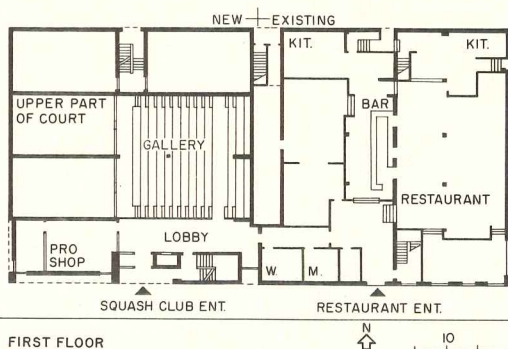 NEW EXISTING
KIT.
KIT.
UPPER PART
OF COURT
BAR
GALLERY
RESTAURANT
LOBBY
PRO
SHOP
W.
M.
SQUASH CLUB ENT.
RESTAURANT ENT.
FIRST FLOOR
N
10